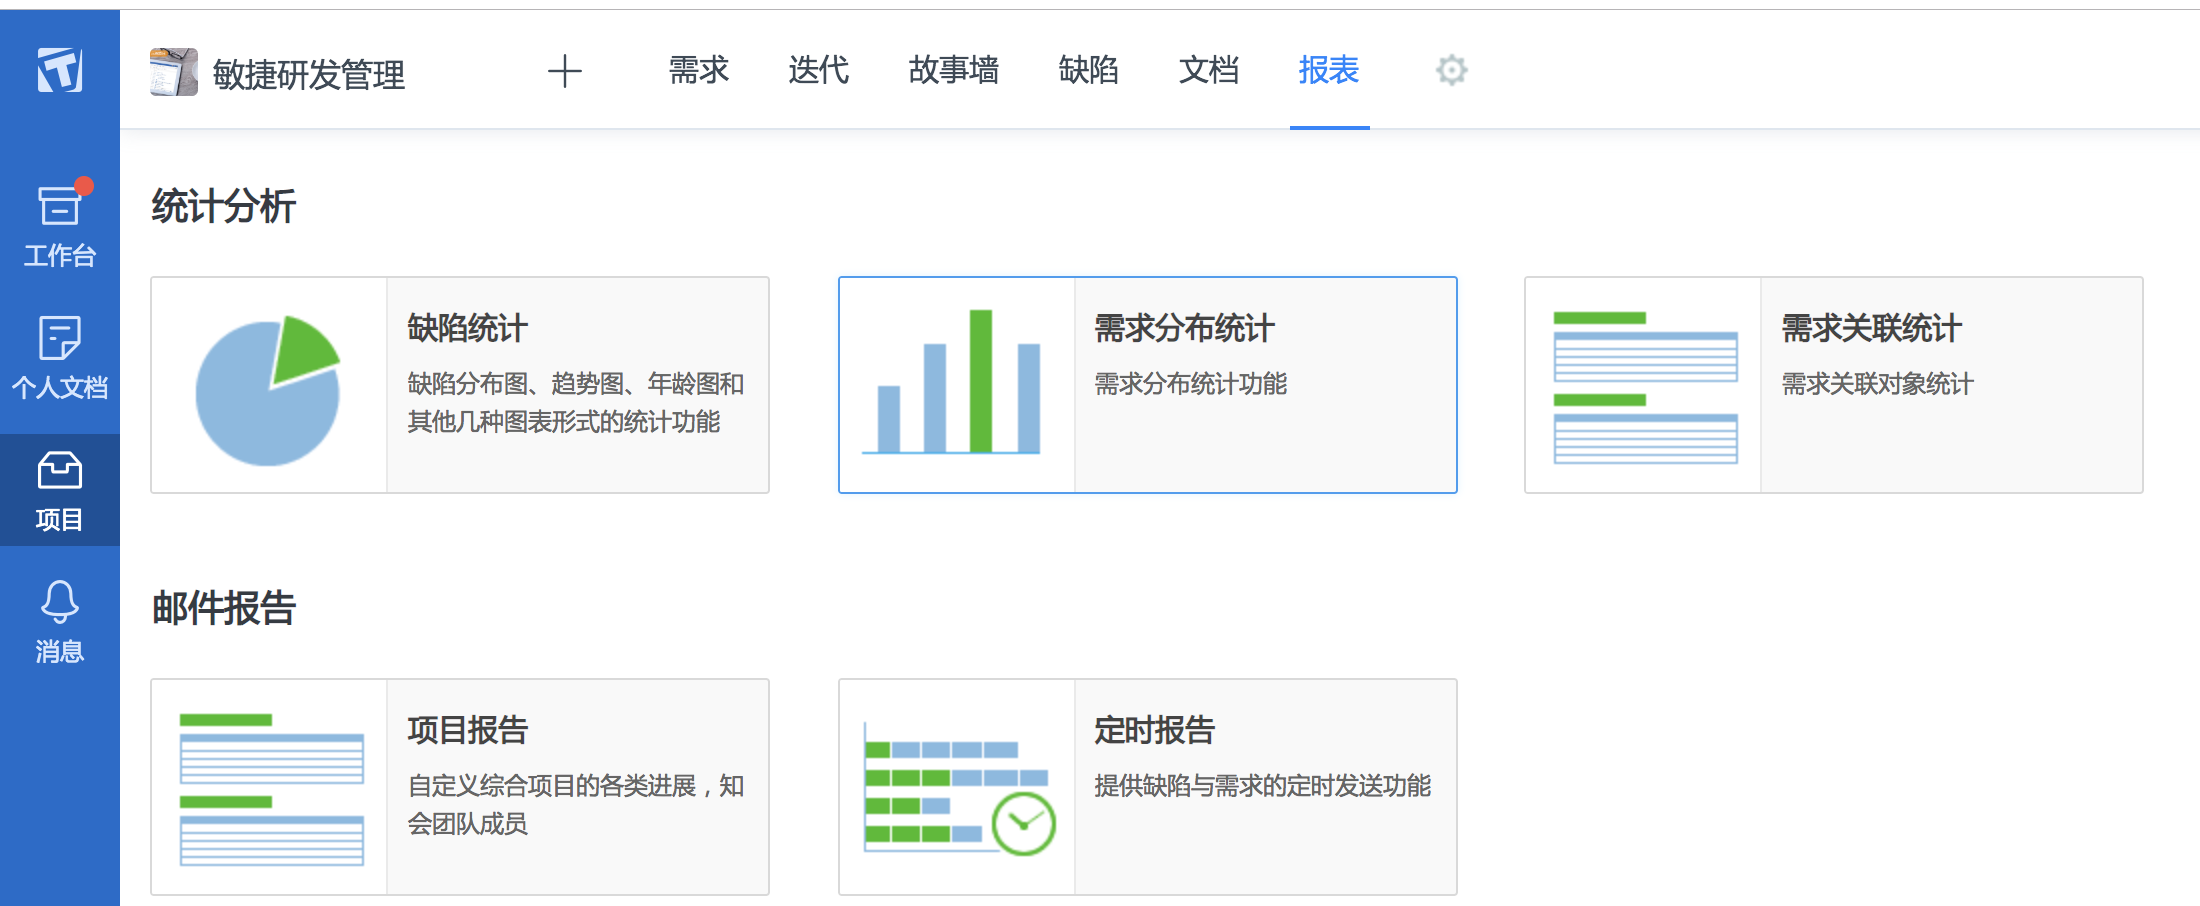 敏捷研发管理
需求
迭代
故事墙
缺陷
文档
报表
工作台
个人文档
项目
消息
统计分析
缺陷统计
缺陷分布图、趋势图、年龄图和
其他几种图表形式的统计功能
需求分布统计
需求分布统计功能
需求关联统计
需求关联对象统计
邮件报告
项目报告
自定义综合项目的各类进展，知
会团队成员
定时报告
提供缺陷与需求的定时发送功能